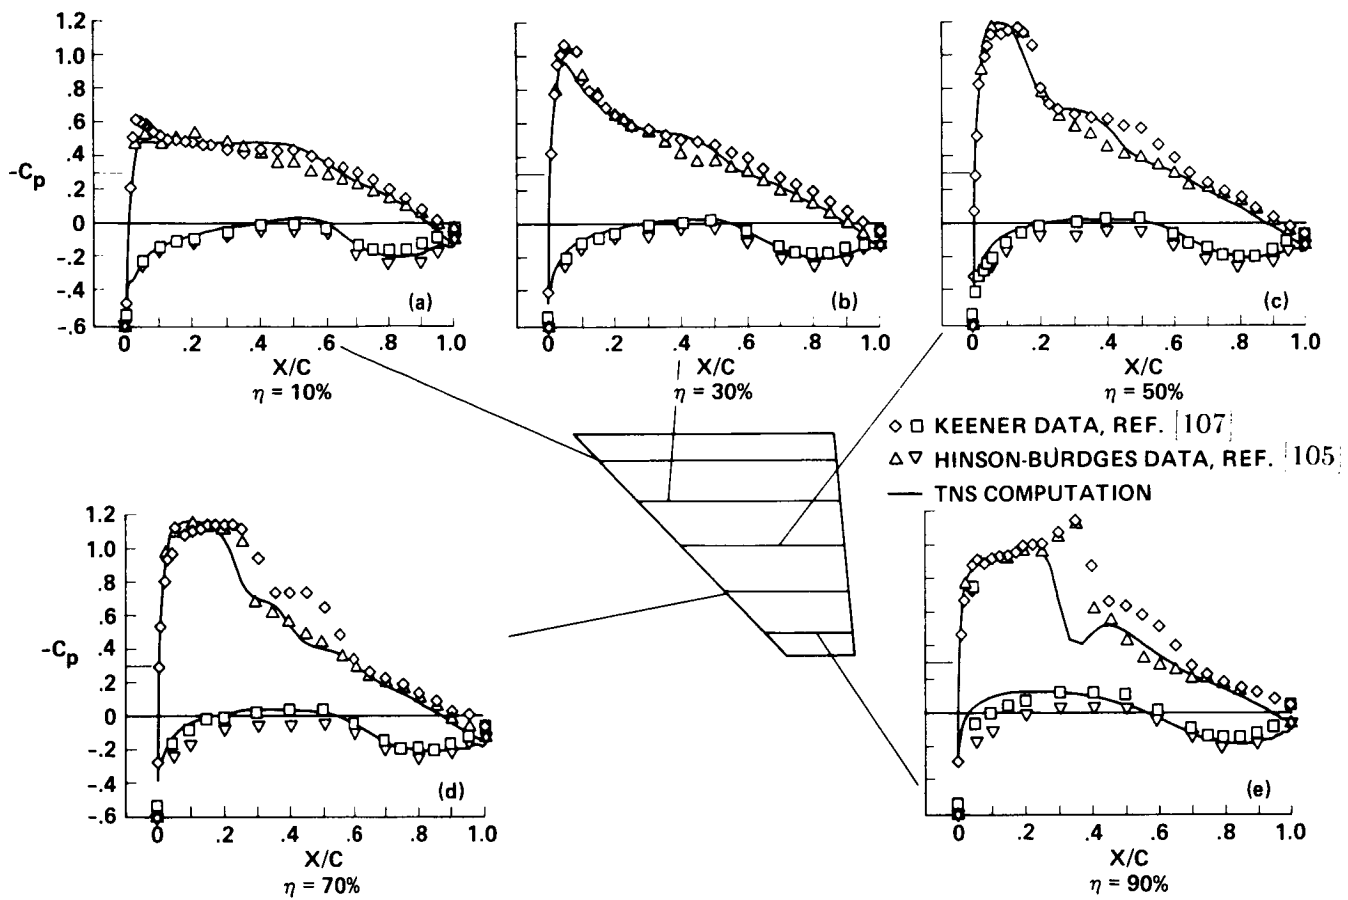 1.2
1.0
.8
.6
.4
.2
0
-.2
-.4
-.6
-Cp
(a)
0 .2 .4 .6 .8 1.0
X/C
η = 10%
(b)
0 .2 .4 .6 .8 1.0
X/C
η = 30%
(c)
0 .2 .4 .6 .8 1.0
X/C
η = 50%
KEENER DATA, REF. [107]
HINSON-BURDGES DATA, REF. [105]
TNS COMPUTATION
1.2
1.0
.8
.6
.4
.2
0
-.2
-.4
-.6
-Cp
(d)
0 .2 .4 .6 .8 1.0
X/C
η = 70%
(e)
0 .2 .4 .6 .8 1.0
X/C
η = 90%